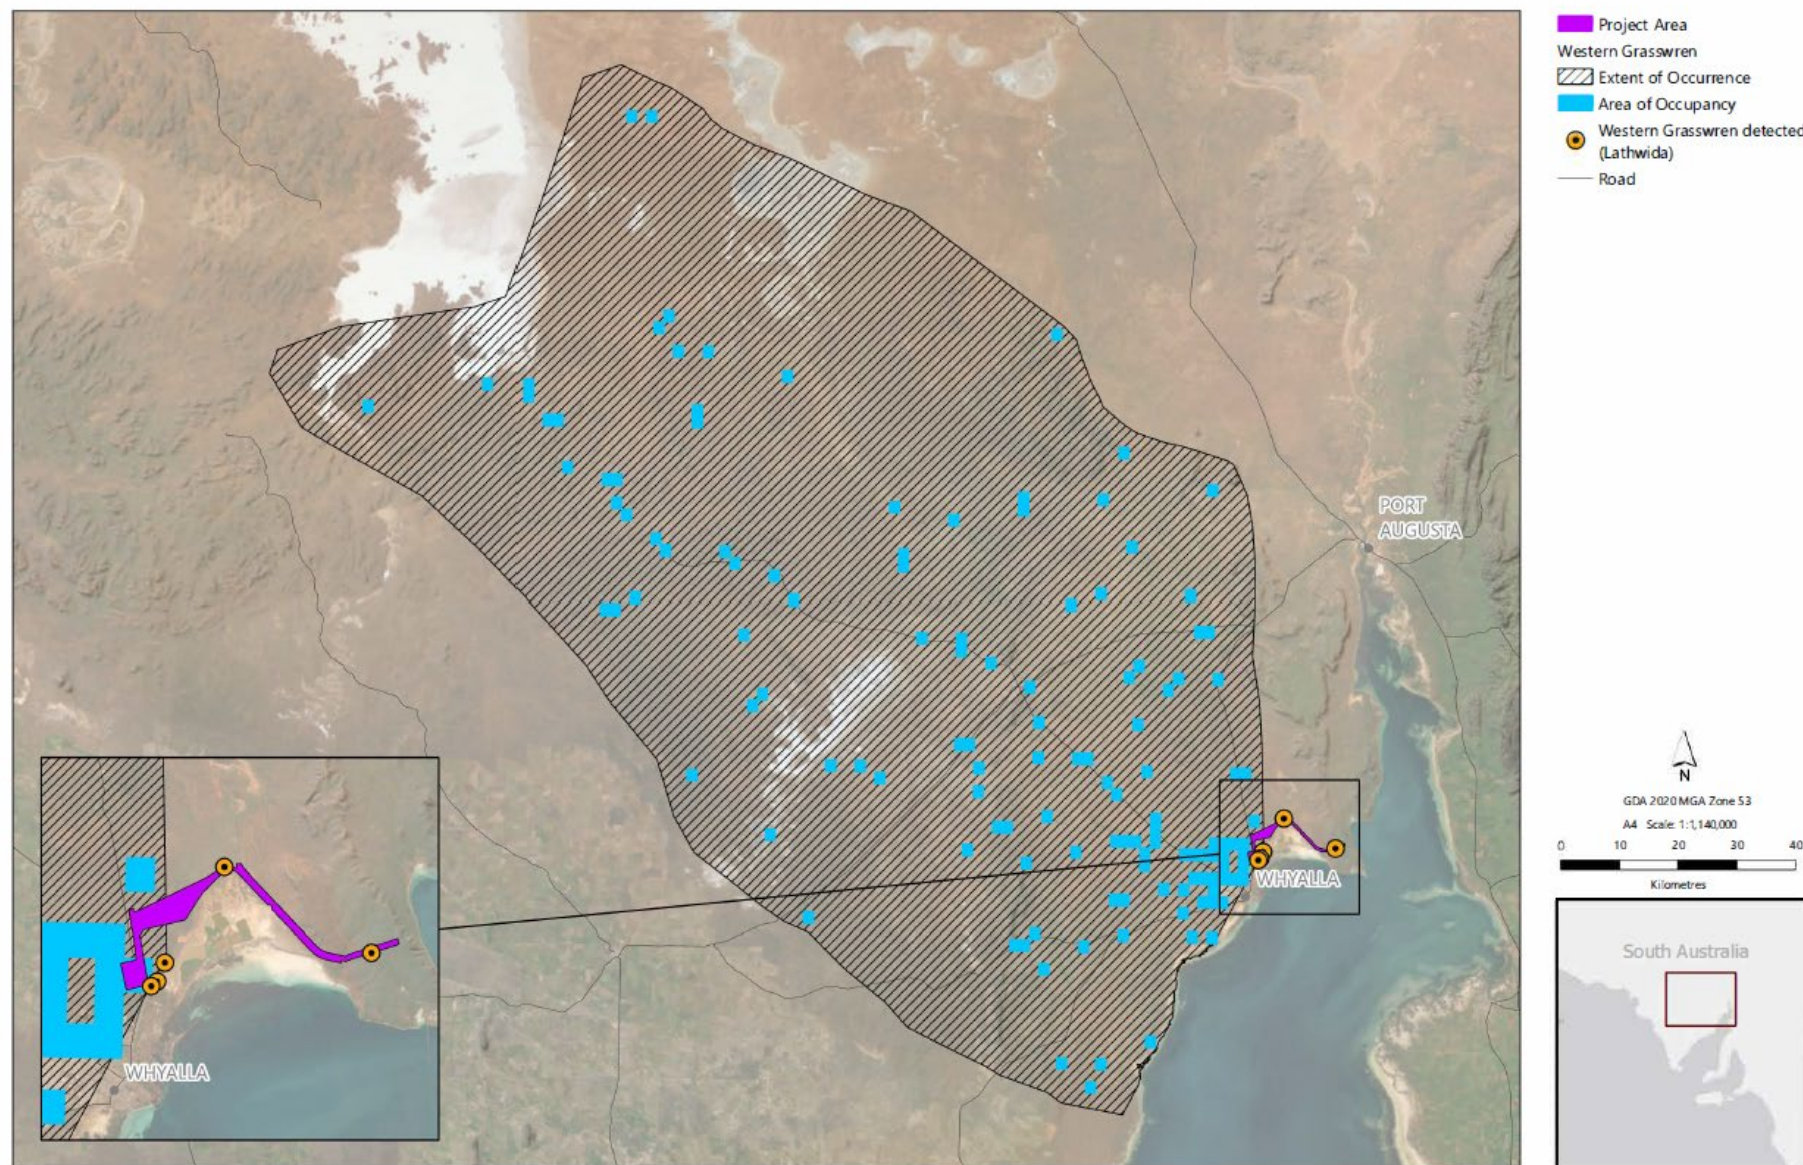 Project Area
Western Grasswren
Extent of Occurrence
Area of Occupancy
Western Grasswren detected
(Lathwida)
Road
PORT
AUGUSTA
WHYALLA
WHYALLA
N
GDA 2020 MGA Zone 53
A4 Scale: 1:1,140,000
0 10 20 30 40
Kilometres
South Australia